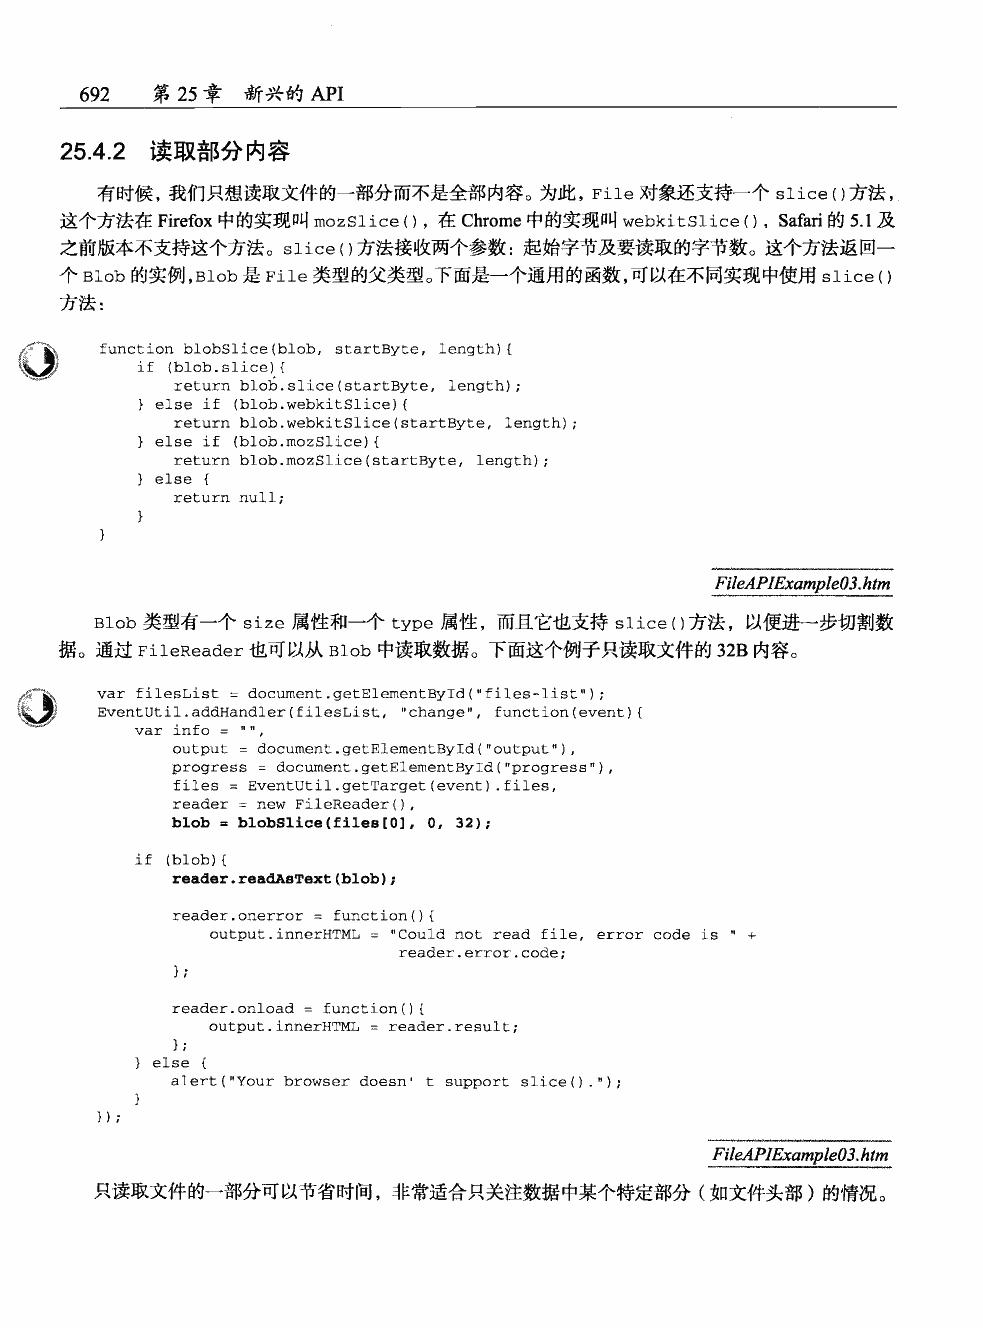 692 第 25 章 新兴的 API
25.4.2 读取部分内容
有时候，我们只想读取文件的一部分而不是全部内容。为此，File 对象还支持一个 slice()方法，
这个方法在 Firefox 中的实现叫 mozSlice()，在 Chrome 中的实现叫 webkitSlice()，Safari 的 5.1 及
之前版本不支持这个方法。slice()方法接收两个参数：起始字节及要读取的字节数。这个方法返回一
个 Blob 的实例，Blob 是 File 类型的父类型。下面是一个通用的函数，可以在不同实现中使用 slice()
方法：
function blobSlice(blob, startByte, length){
    if (blob.slice){
        return blob.slice(startByte, length);
    } else if (blob.webkitSlice){
        return blob.webkitSlice(startByte, length);
    } else if (blob.mozSlice){
        return blob.mozSlice(startByte, length);
    } else {
        return null;
    }
}
FileAPIExample03.htm
Blob 类型有一个 size 属性和一个 type 属性，而且它也支持 slice()方法，以便进一步切割数
据。通过 FileReader 也可以从 Blob 中读取数据。下面这个例子只读取文件的 32B 内容。
var filesList = document.getElementById("files-list");
EventUtil.addHandler(filesList, "change", function(event){
    var info = "",
        output = document.getElementById("output"),
        progress = document.getElementById("progress"),
        files = EventUtil.getTarget(event).files,
        reader = new FileReader(),
        blob = blobSlice(files[0], 0, 32);
    if (blob){
        reader.readAsText(blob);
        reader.onerror = function(){
            output.innerHTML = "Could not read file, error code is " +
                                reader.error.code;
        };
        reader.onload = function(){
            output.innerHTML = reader.result;
        };
    } else {
        alert("Your browser doesn' t support slice().");
    }
});
FileAPIExample03.htm
只读取文件的一部分可以节省时间，非常适合只关注数据中某个特定部分（如文件头部）的情况。